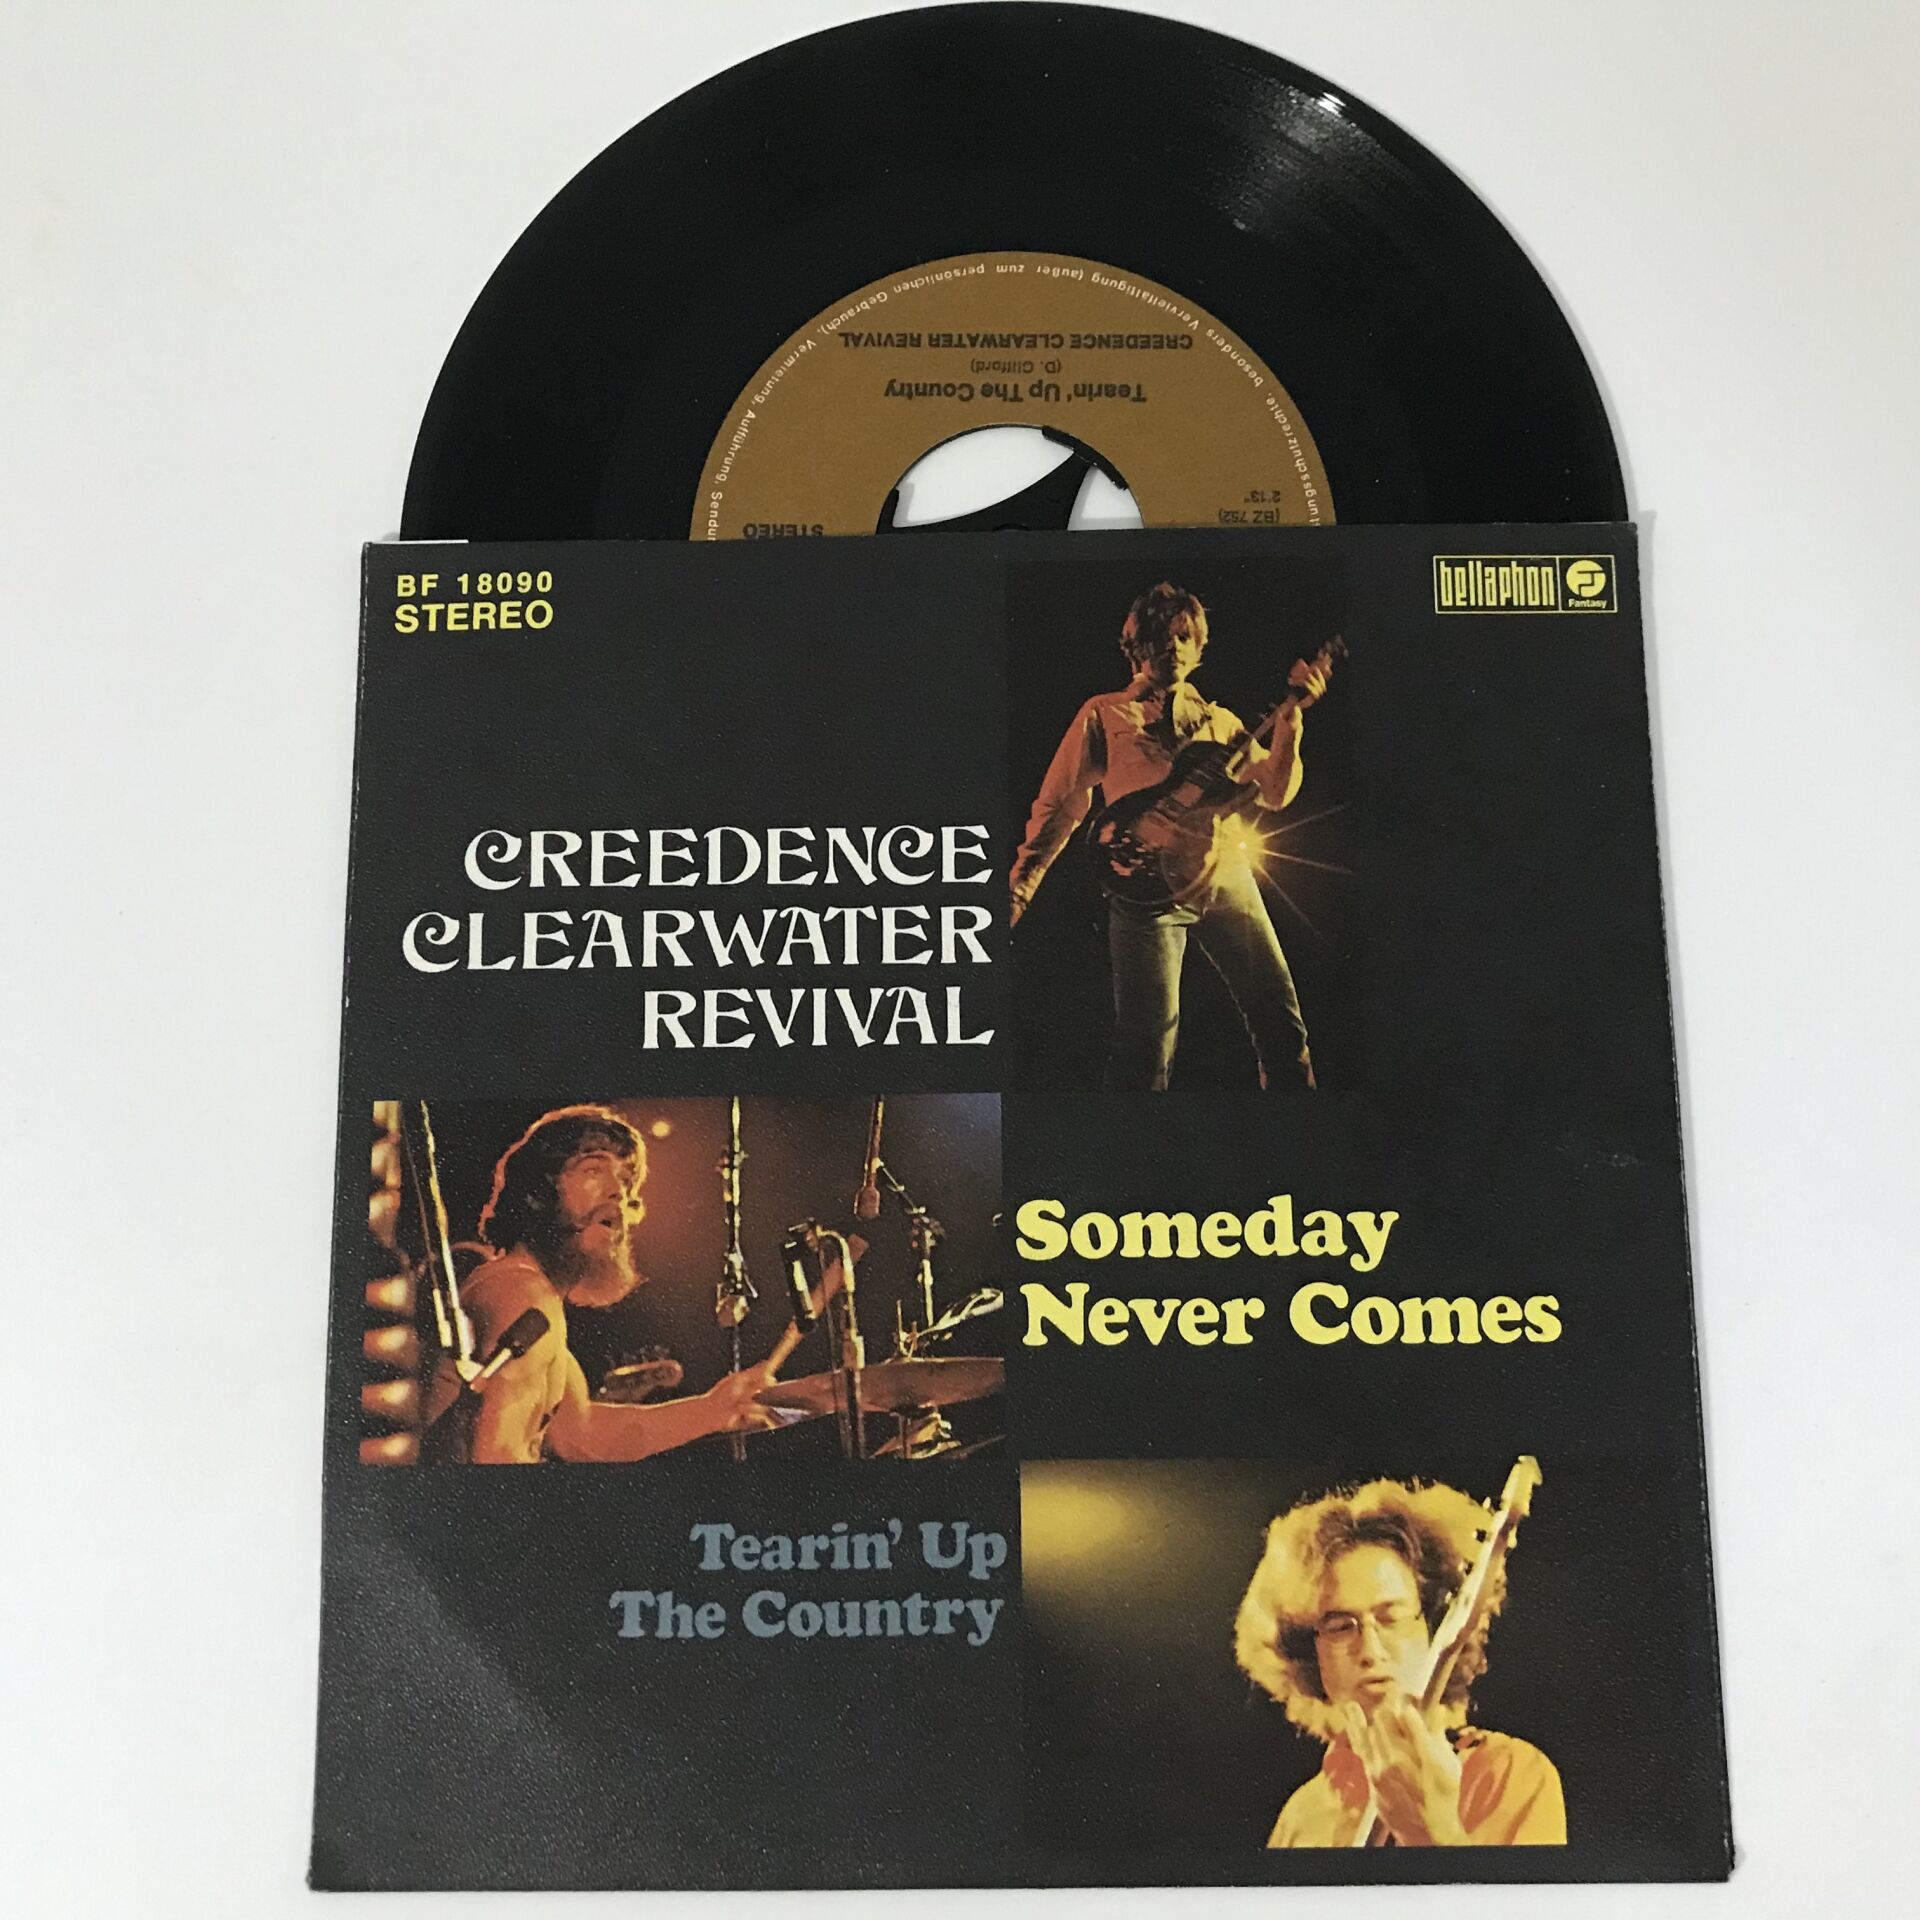 besonders Vervielfältigung (außer zum persönlichen Gebrauch), Vermietung, Aufführung,
CREEDENCE CLEARWATER REVIVAL
(D. Clifford)
Tearin' Up The Country
2'13"
(BZ 752)
STEREO
BF 18090
STEREO
bellaphon
Fantasy
CREEDENCE
CLEARWATER
REVIVAL
Someday
Never Comes
Tearin' Up
The Country